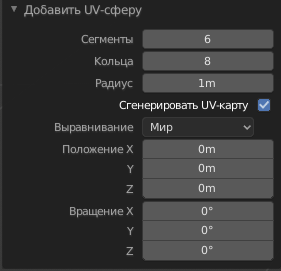 Добавить UV-сферу
Сегменты 6
Кольца 8
Радиус 1m
Сгенерировать UV-карту
Выравнивание Мир
Положение X 0m
Y 0m
Z 0m
Вращение X 0°
Y 0°
Z 0°